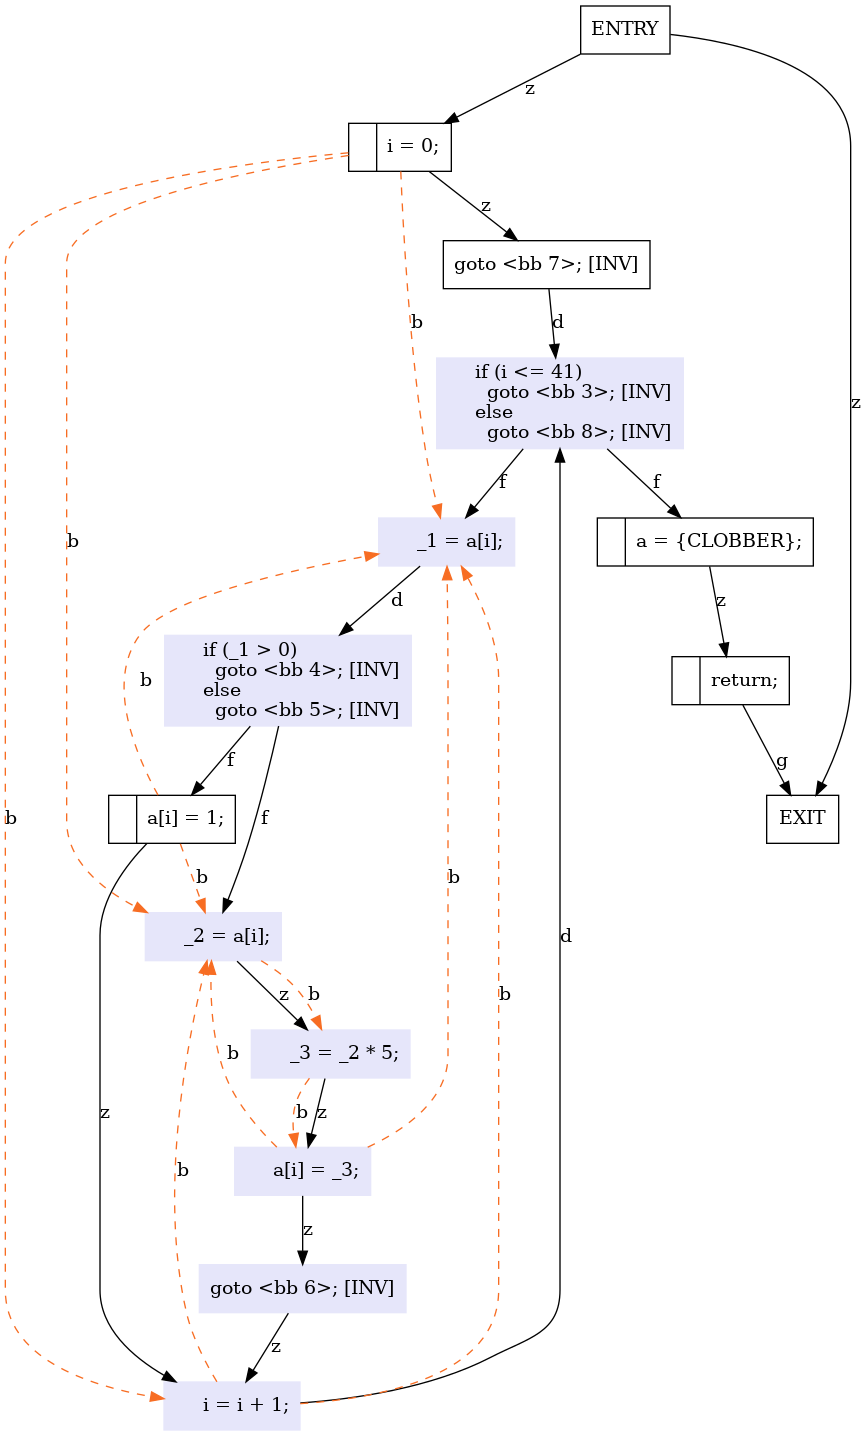 ENTRY
z
i = 0;
z
b
goto <bb 7>; [INV]
d
if (i <= 41)
goto <bb 3>; [INV]
else
goto <bb 8>; [INV]
z
f
f
b
_1 = a[i];
a = {CLOBBER};
d
z
b
if (_1 > 0)
goto <bb 4>; [INV]
else
goto <bb 5>; [INV]
return;
f
g
b
a[i] = 1;
f
EXIT
b
b
_2 = a[i];
d
z
b
b
_3 = _2 * 5;
b
b
z
z
b
a[i] = _3;
z
goto <bb 6>; [INV]
z
i = i + 1;